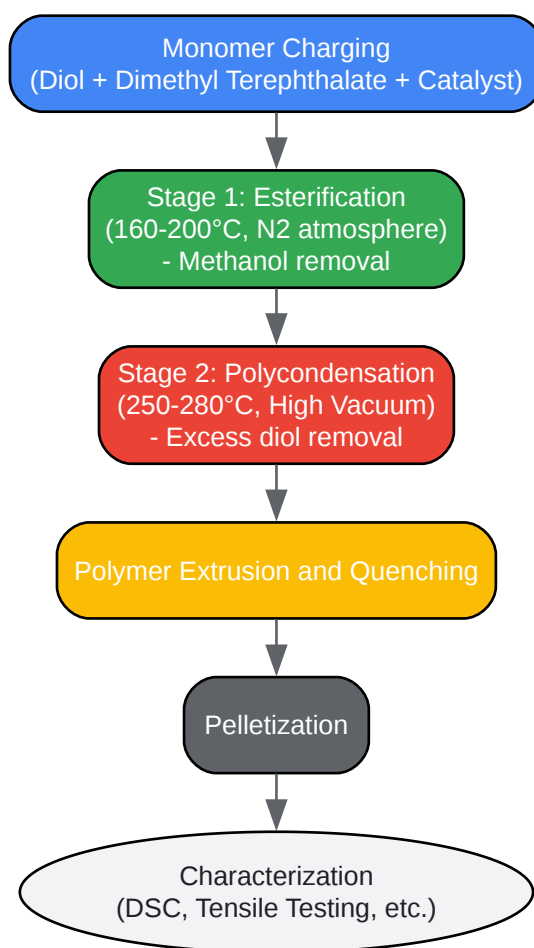 Monomer Charging
(Diol + Dimethyl Terephthalate + Catalyst)
Stage 1: Esterification
(160-200°C, N2 atmosphere)
- Methanol removal
Stage 2: Polycondensation
(250-280°C, High Vacuum)
- Excess diol removal
Polymer Extrusion and Quenching
Pelletization
Characterization
(DSC, Tensile Testing, etc.)